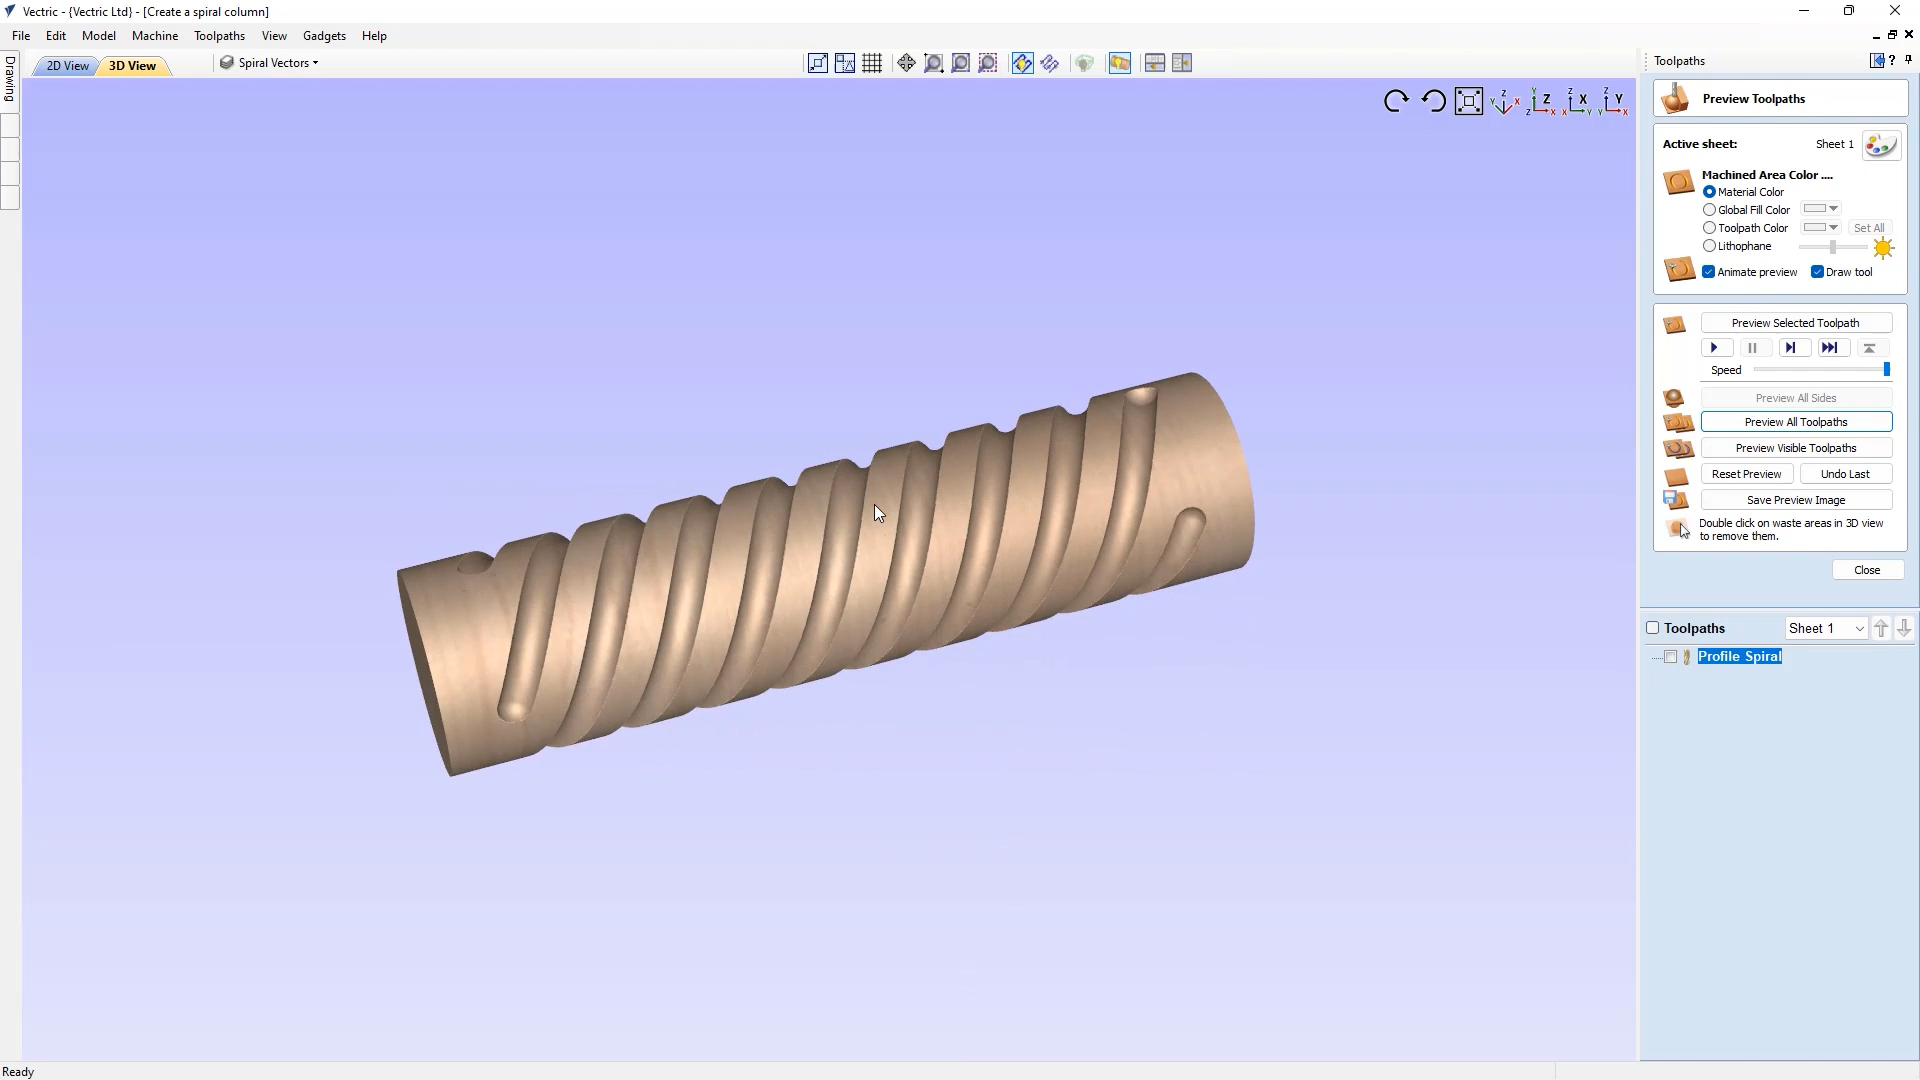 Vectric - {Vectric Ltd} - [Create a spiral column]
File Edit Model Machine Toolpaths View Gadgets Help
Drawing
2D View 3D View Spiral Vectors
Toolpaths ?
Z Y X
Y Z X
Z X Y
Z Y X
Preview Toolpaths
Active sheet: Sheet 1
Machined Area Color ....
Material Color
Global Fill Color
Toolpath Color Set All
Lithophane
Animate preview Draw tool
Preview Selected Toolpath
Speed
Preview All Sides
Preview All Toolpaths
Preview Visible Toolpaths
Reset Preview Undo Last
Save Preview Image
Double click on waste areas in 3D view
to remove them.
Close
Toolpaths Sheet 1
Profile Spiral
Ready